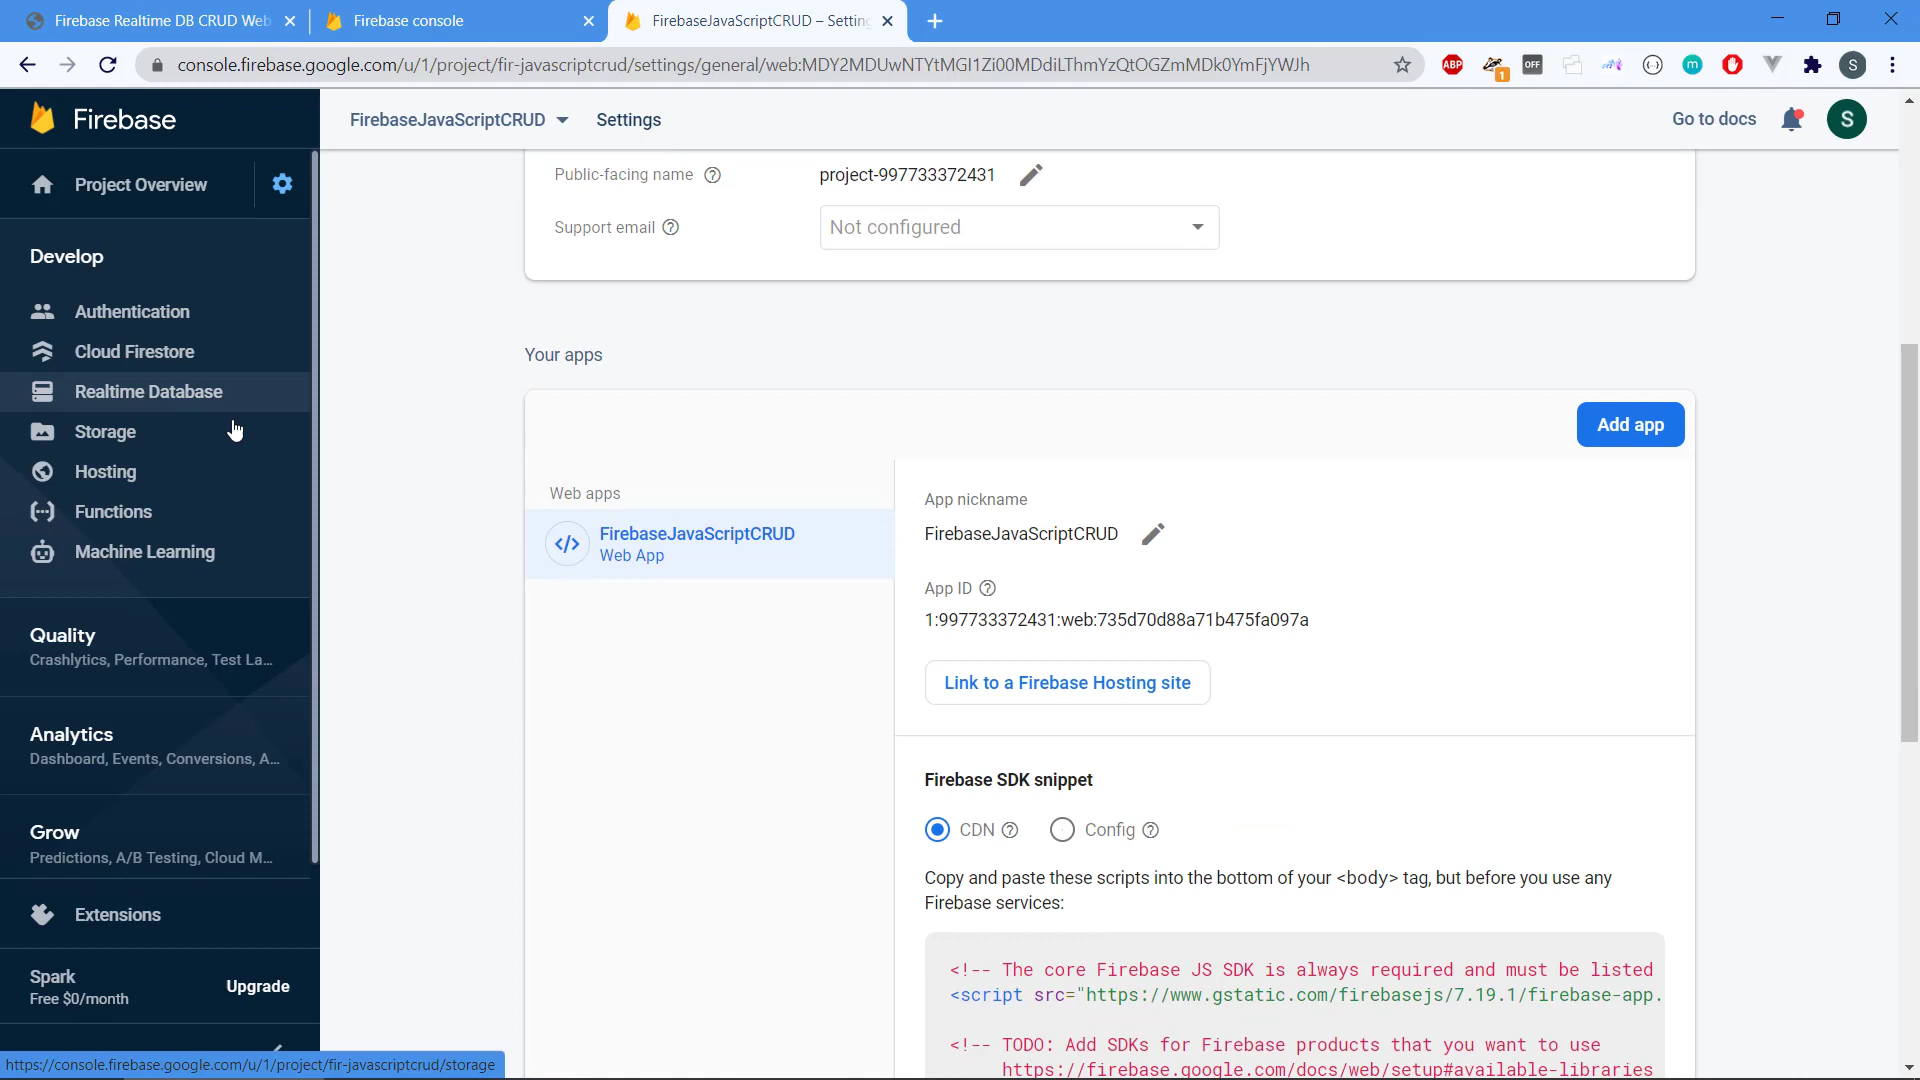 Firebase Realtime DB CRUD Web
Firebase console
FirebaseJavaScriptCRUD – Settin
console.firebase.google.com/u/1/project/fir-javascriptcrud/settings/general/web:MDY2MDUwNTYtMGI1Zi00MDdiLThmYzQtOGZmMDk0YmFjYWJh
ABP
1
OFF
m
S
Firebase
FirebaseJavaScriptCRUD
Settings
Go to docs
S
Project Overview
Develop
Authentication
Cloud Firestore
Realtime Database
Storage
Hosting
Functions
Machine Learning
Quality
Crashlytics, Performance, Test La...
Analytics
Dashboard, Events, Conversions, A...
Grow
Predictions, A/B Testing, Cloud M...
Extensions
Spark
Free $0/month
Upgrade
https://console.firebase.google.com/u/1/project/fir-javascriptcrud/storage
Public-facing name
project-997733372431
Support email
Not configured
Your apps
Add app
Web apps
FirebaseJavaScriptCRUD
Web App
App nickname
FirebaseJavaScriptCRUD
App ID
1:997733372431:web:735d70d88a71b475fa097a
Link to a Firebase Hosting site
Firebase SDK snippet
CDN
Config
Copy and paste these scripts into the bottom of your <body> tag, but before you use any
Firebase services:
<!-- The core Firebase JS SDK is always required and must be listed
<script src="https://www.gstatic.com/firebasejs/7.19.1/firebase-app.
<!-- TODO: Add SDKs for Firebase products that you want to use
https://firebase.google.com/docs/web/setup#available-libraries